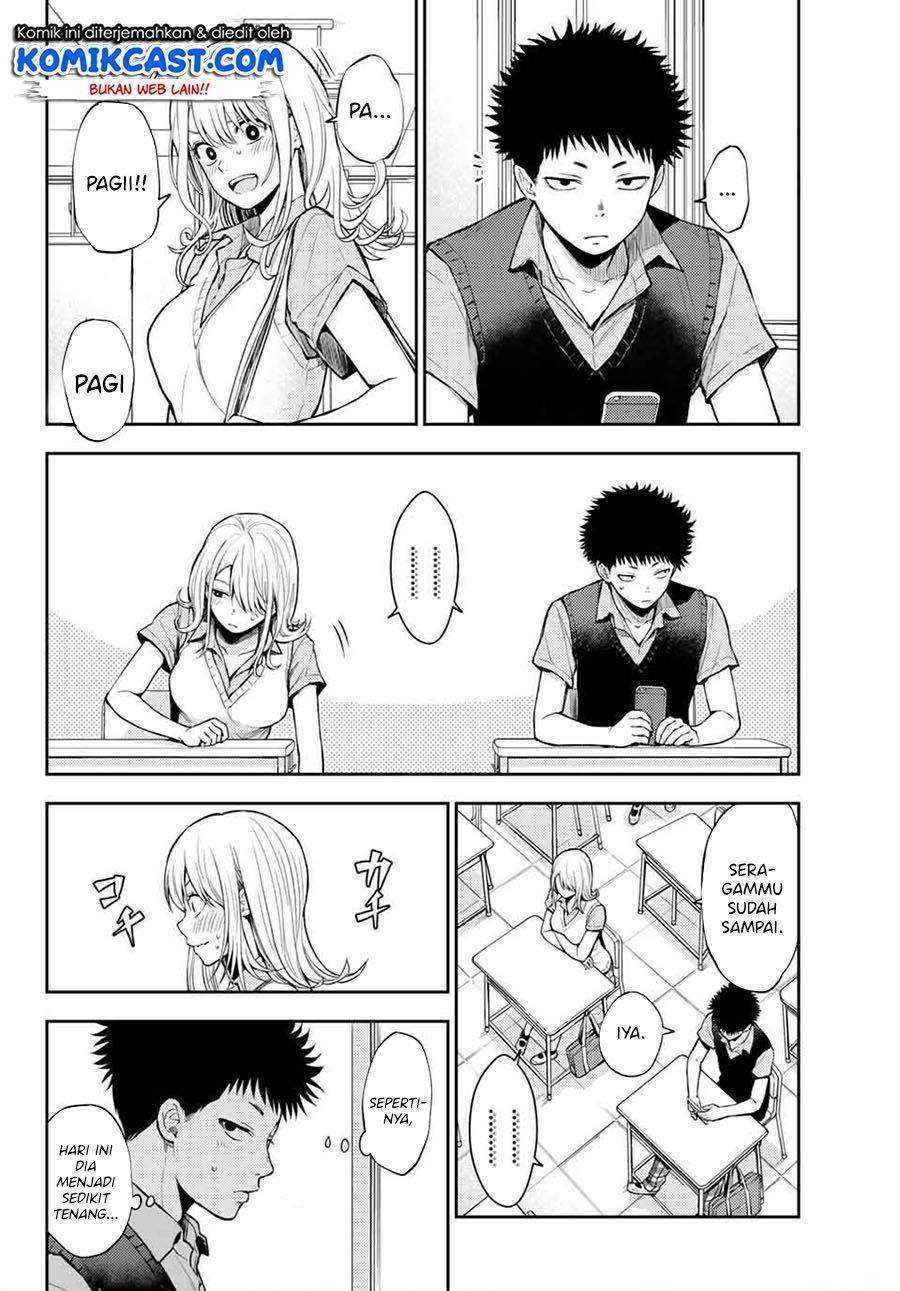 Komik ini diterjemahkan & diedit oleh
KOMIKCAST.COM
BUKAN WEB LAIN!!
...
PA...
PAGII!!
PAGI
SERA-
GAMMU
SUDAH
SAMPAI.
IYA.
カチ
コチ
SEPERTI-
NYA,
HARI INI
DIA
MENJADI
SEDIKIT
TENANG...